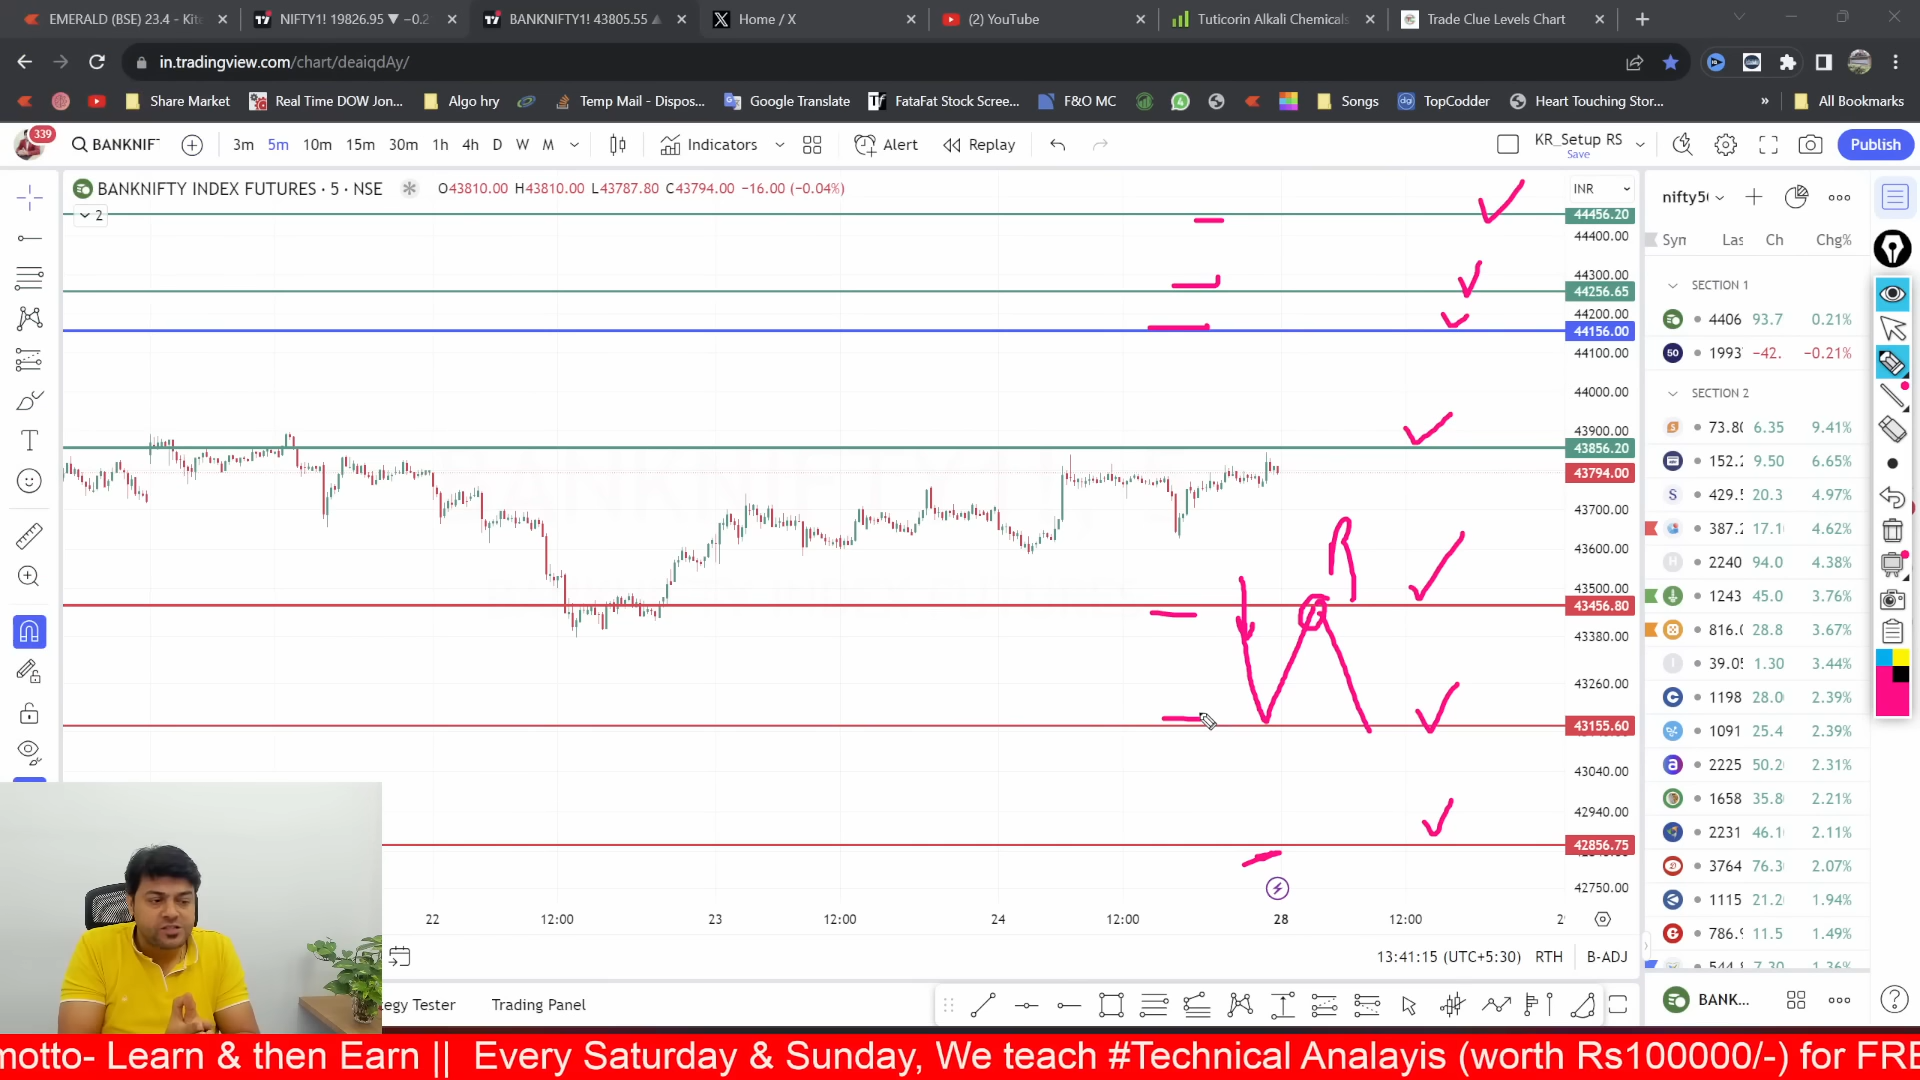 EMERALD (BSE) 23.4 - Kite
NIFTY1! 19826.95 ▼ −0.2
BANKNIFTY1! 43805.55 ▲
Home / X
(2) YouTube
Tuticorin Alkali Chemicals
Trade Clue Levels Chart
in.tradingview.com/chart/deaiqdAy/
Share Market
Real Time DOW Jon...
Algo hry
Temp Mail - Dispos...
Google Translate
FataFat Stock Scree...
F&O MC
4
Songs
TopCoder
Heart Touching Stor...
»
All Bookmarks
339
BANKNIF
3m 5m 10m 15m 30m 1h 4h D W M
Indicators
Alert
Replay
KR_Setup RS
Save
Publish
BANKNIFTY INDEX FUTURES · 5 · NSE
O43810.00 H43810.00 L43787.80 C43794.00 −16.00 (−0.04%)
2
INR
44456.20
44400.00
44300.00
44256.65
44200.00
44156.00
44100.00
44000.00
43900.00
43856.20
43794.00
43700.00
43600.00
43500.00
43456.80
43380.00
43260.00
43155.60
43040.00
42940.00
42856.75
42750.00
22 12:00 23 12:00 24 12:00 28 12:00
13:41:15 (UTC+5:30) RTH B-ADJ
Trading Panel
nifty5
Las Ch Chg%
SECTION 1
4406 93.7 0.21%
50 1993 −42. −0.21%
SECTION 2
73.80 6.35 9.41%
152.2 9.50 6.65%
S 429.5 20.3 4.97%
387.2 17.1 4.62%
H 2240 94.0 4.38%
1243 45.0 3.76%
816.0 28.8 3.67%
I 39.05 1.30 3.44%
1198 28.0 2.39%
1091 25.4 2.39%
a 2225 50.2 2.31%
1658 35.8 2.21%
2231 46.1 2.11%
3764 76.3 2.07%
1115 21.2 1.94%
786.9 11.5 1.49%
544.8 7.30 1.36%
BANK...
motto- Learn & then Earn || Every Saturday & Sunday, We teach #Technical Analayis (worth Rs100000/-) for FRE